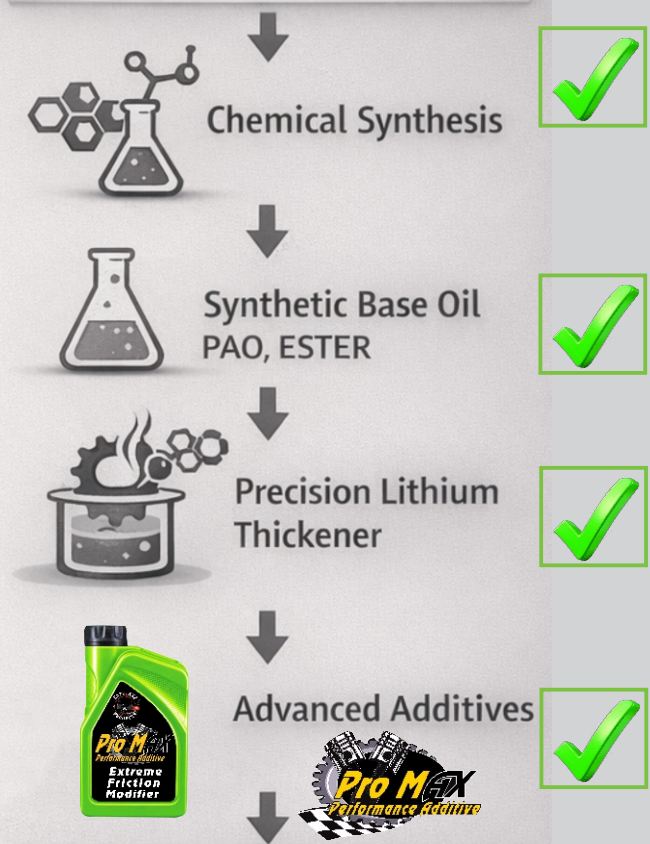 Chemical Synthesis
Synthetic Base Oil
PAO, ESTER
Precision Lithium
Thickener
Advanced Additives
Pro M
Performance Additive
Extreme
Friction
Modifier
Pro MAX
Performance Additive